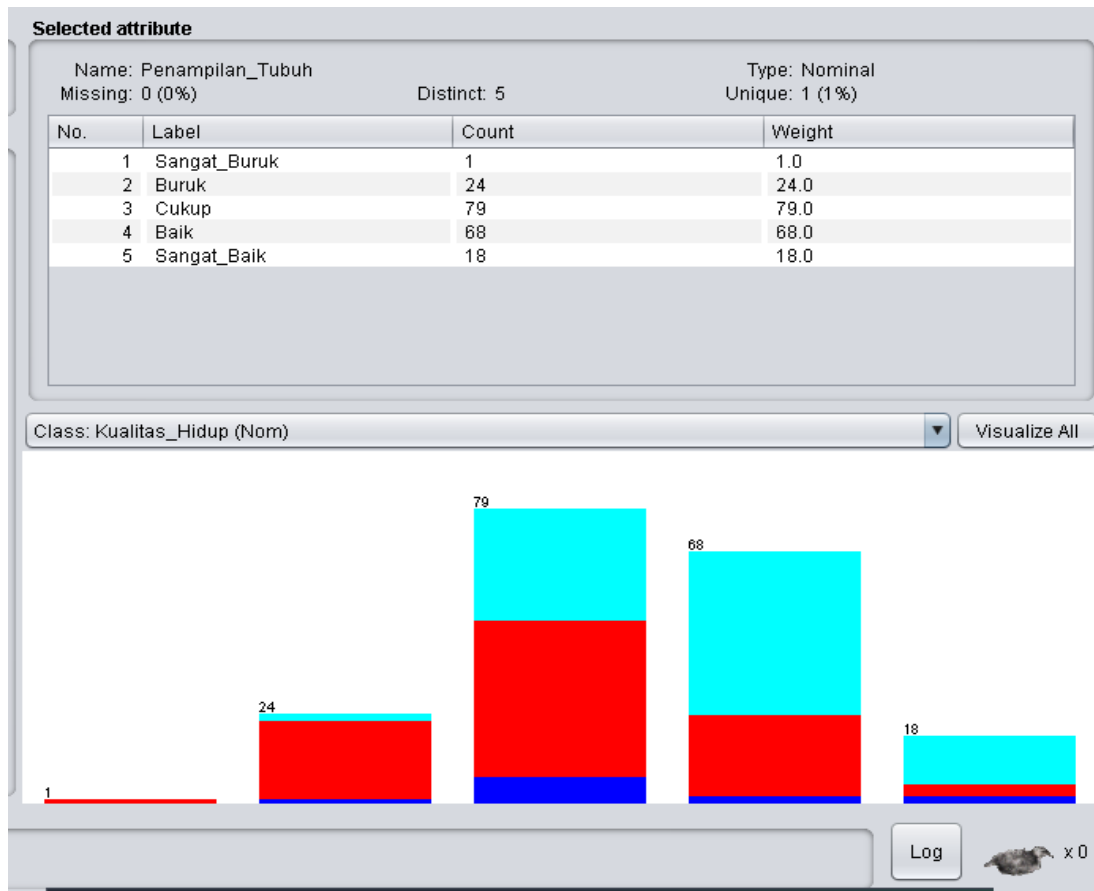 Selected attribute
Name: Penampilan_Tubuh Type: Nominal
Missing: 0 (0%) Distinct: 5 Unique: 1 (1%)
No. Label Count Weight
1 Sangat_Buruk 1 1.0
2 Buruk 24 24.0
3 Cukup 79 79.0
4 Baik 68 68.0
5 Sangat_Baik 18 18.0
Class: Kualitas_Hidup (Nom) Visualize All
79
68
24
18
1
Log x 0